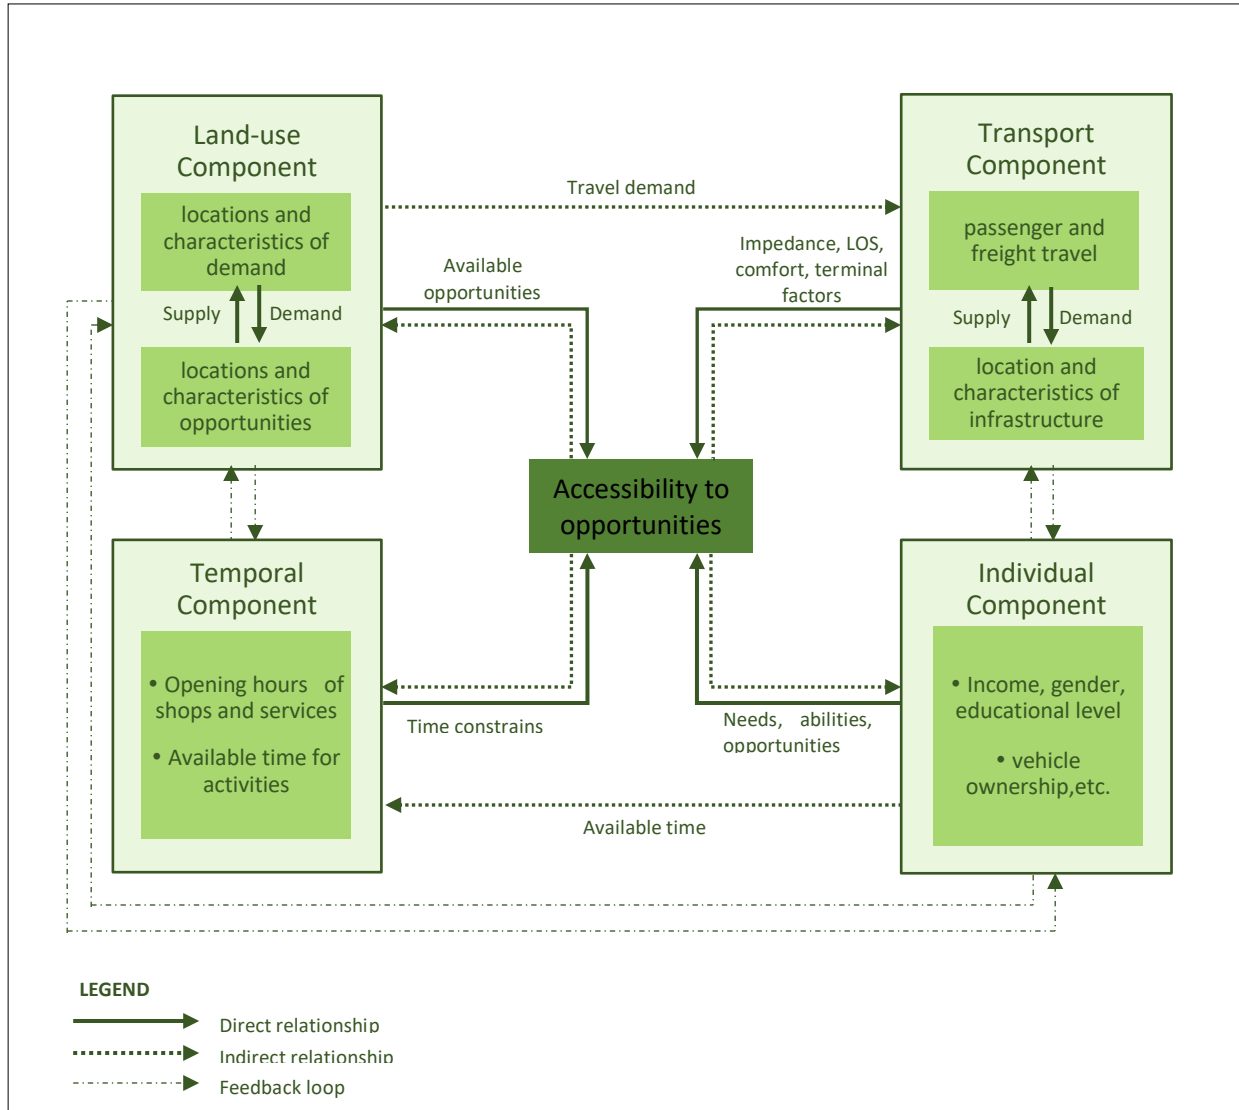 Land-use
Component
locations and
characteristics of
demand
Supply
Demand
locations and
characteristics of
opportunities
Travel demand
Available
opportunities
Impedance, LOS,
comfort, terminal
factors
Transport
Component
passenger and
freight travel
Supply
Demand
location and
characteristics of
infrastructure
Accessibility to
opportunities
Temporal
Component
• Opening hours of
shops and services
• Available time for
activities
Time constrains
Needs, abilities,
opportunities
Available time
Individual
Component
• Income, gender,
educational level
• vehicle
ownership,etc.
LEGEND
Direct relationship
Indirect relationship
Feedback loop